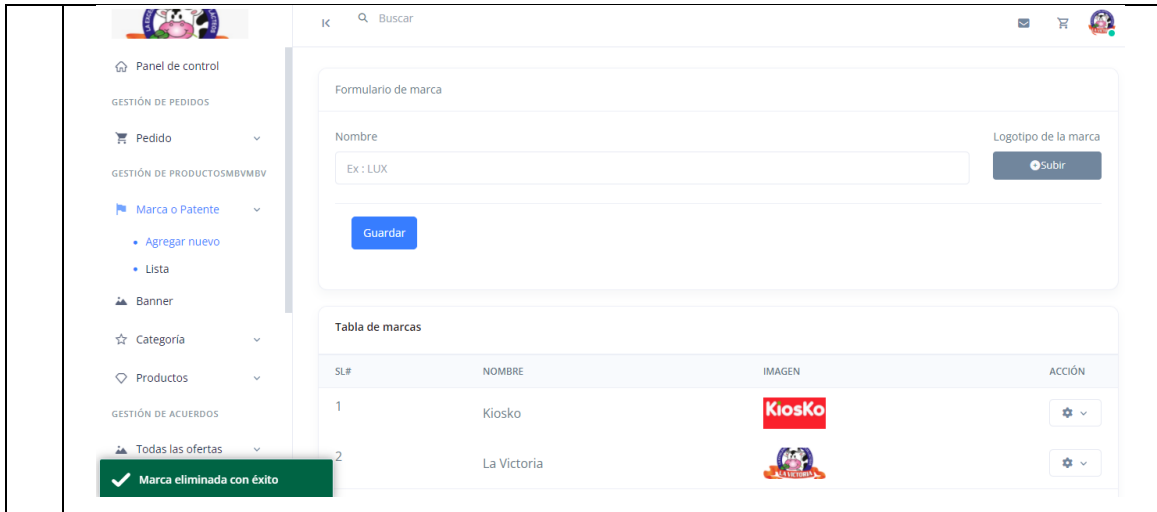 Buscar
Panel de control
GESTIÓN DE PEDIDOS
Pedido
GESTIÓN DE PRODUCTOSMBVMBV
Marca o Patente
Agregar nuevo
Lista
Banner
Categoría
Productos
GESTIÓN DE ACUERDOS
Todas las ofertas
Marca eliminada con éxito
Formulario de marca
Nombre
Logotipo de la marca
Ex : LUX
Subir
Guardar
Tabla de marcas
SL# NOMBRE IMAGEN ACCIÓN
1 Kiosko KiosKo
2 La Victoria LA VICTORIA